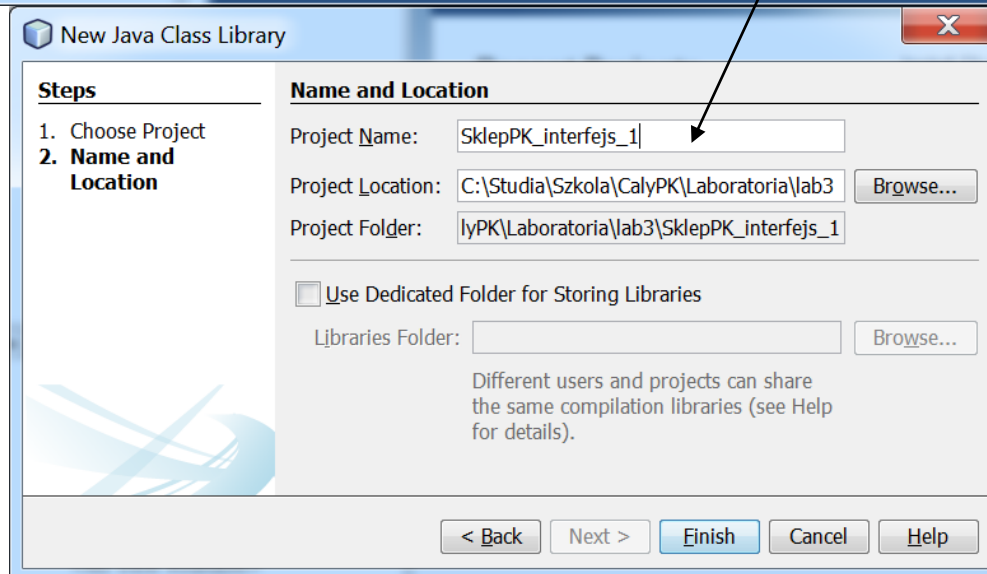 New Java Class Library
X
Steps
1. Choose Project
2. Name and
Location
Name and Location
Project Name: SklepPK_interfejs_1
Project Location: C:\Studia\Szkola\CalyPK\Laboratoria\lab3 Browse...
Project Folder: lyPK\Laboratoria\lab3\SklepPK_interfejs_1
Use Dedicated Folder for Storing Libraries
Libraries Folder: Browse...
Different users and projects can share
the same compilation libraries (see Help
for details).
< Back Next > Finish Cancel Help